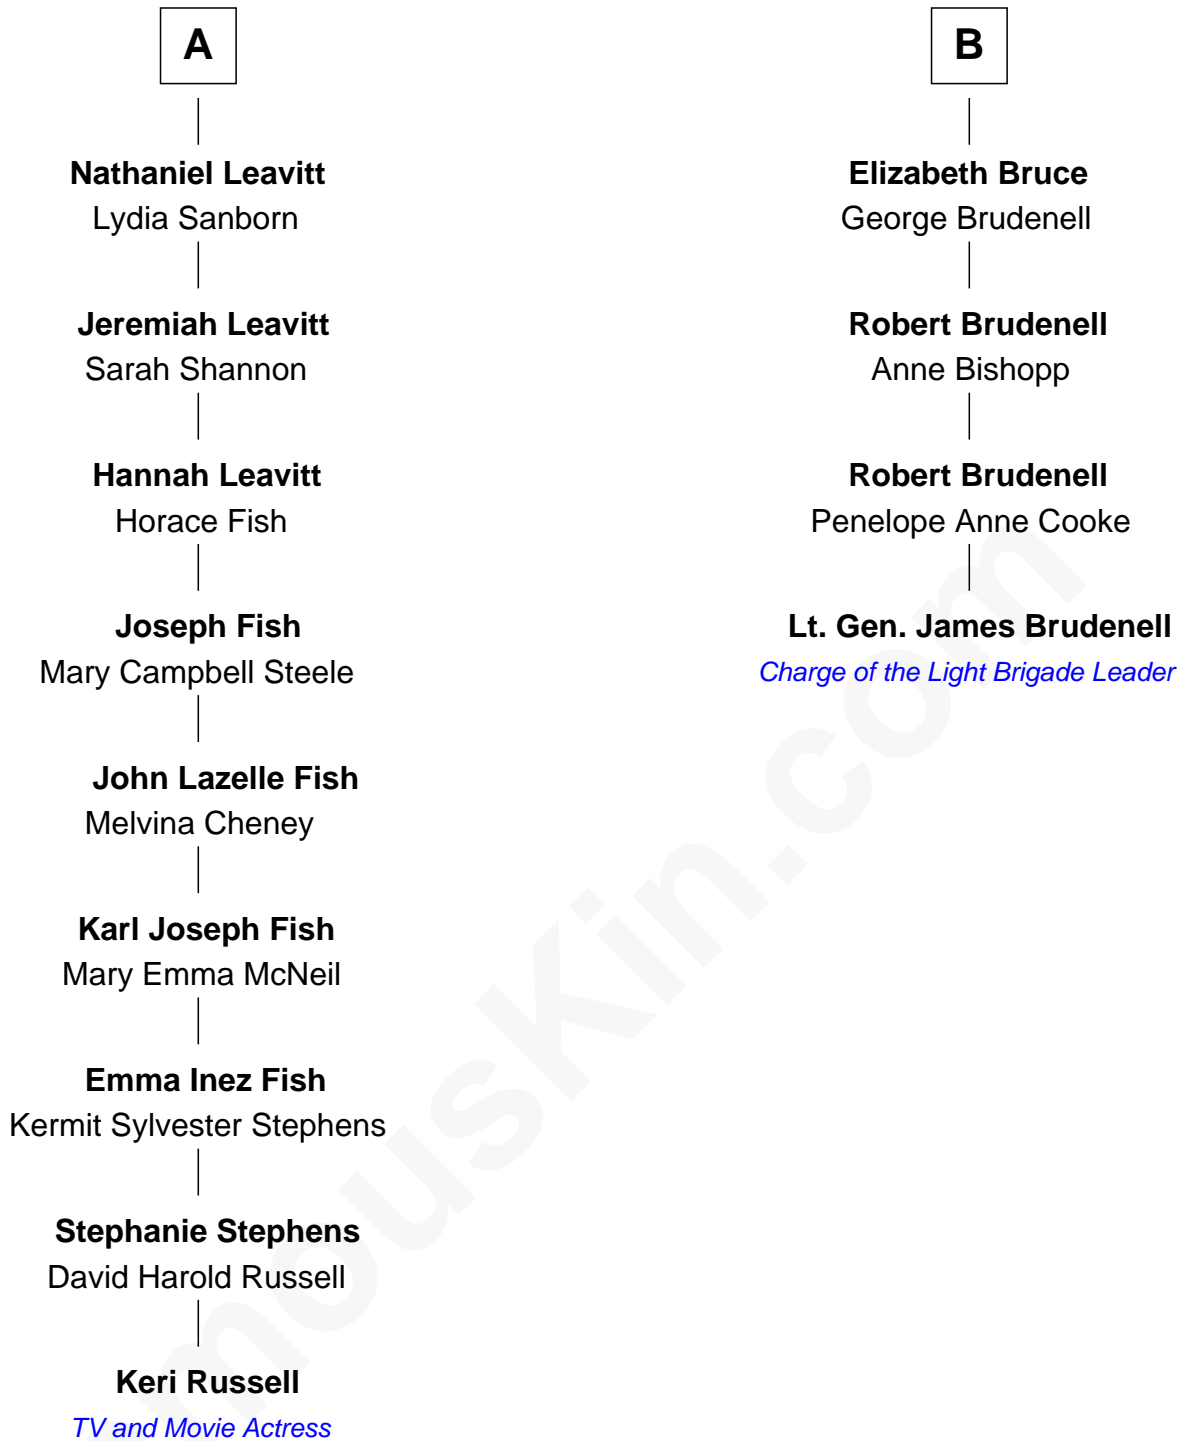 A
Nathaniel Leavitt
Lydia Sanborn
Jeremiah Leavitt
Sarah Shannon
Hannah Leavitt
Horace Fish
Joseph Fish
Mary Campbell Steele
John Lazelle Fish
Melvina Cheney
Karl Joseph Fish
Mary Emma McNeil
Emma Inez Fish
Kermit Sylvester Stephens
Stephanie Stephens
David Harold Russell
Keri Russell
TV and Movie Actress
B
Elizabeth Bruce
George Brudenell
Robert Brudenell
Anne Bishopp
Robert Brudenell
Penelope Anne Cooke
Lt. Gen. James Brudenell
Charge of the Light Brigade Leader
mousKin.com